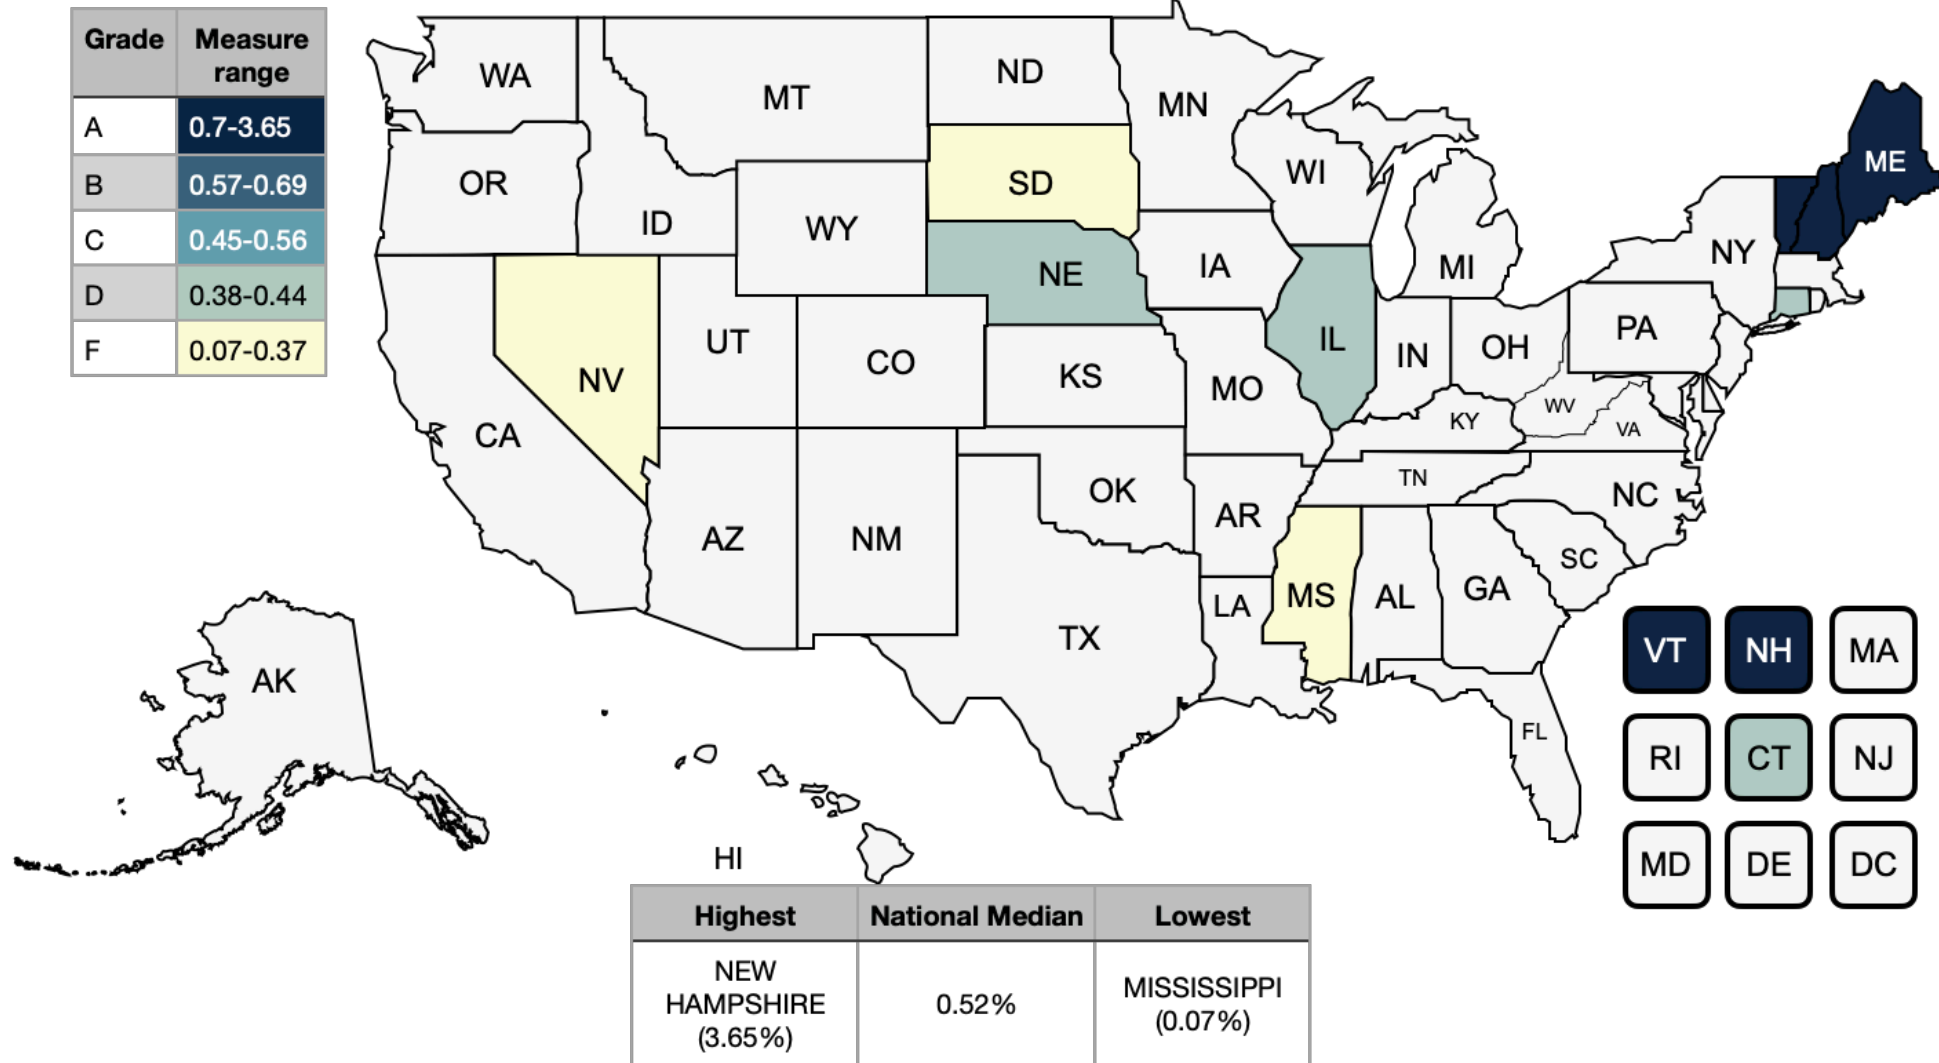 Grade Measure range
A 0.7-3.65
B 0.57-0.69
C 0.45-0.56
D 0.38-0.44
F 0.07-0.37
WA
MT
ND
MN
OR
ID
WY
SD
WI
ME
NE
IA
MI
NY
NV
UT
CO
KS
MO
IL
IN
OH
PA
CA
WV
KY
VA
AZ
NM
OK
AR
TN
NC
TX
LA
MS
AL
GA
SC
FL
AK
HI
VT NH MA
RI CT NJ
MD DE DC
Highest National Median Lowest
NEW
HAMPSHIRE
(3.65%)
0.52%
MISSISSIPPI
(0.07%)